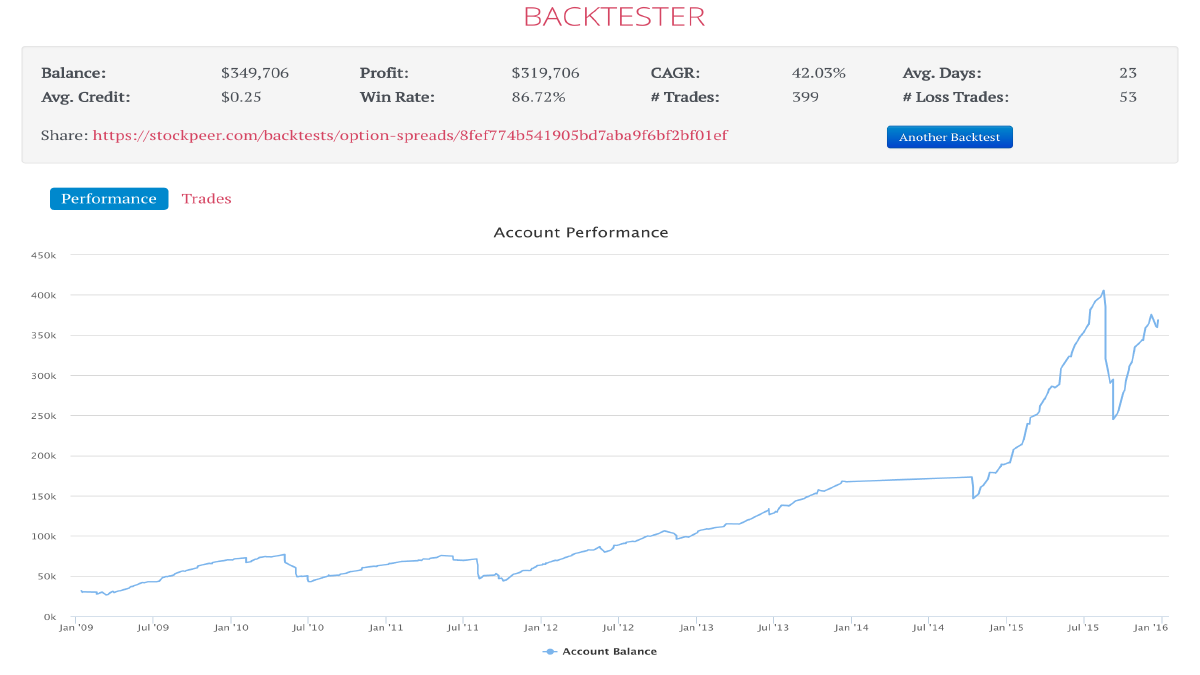 BACKTESTER
Balance: $349,706 Profit: $319,706 CAGR: 42.03% Avg. Days: 23
Avg. Credit: $0.25 Win Rate: 86.72% # Trades: 399 # Loss Trades: 53
Share: https://stockpeer.com/backtests/option-spreads/8fef774b541905bd7aba9f6bf2bf01ef Another Backtest
Performance Trades
Account Performance
450k
400k
350k
300k
250k
200k
150k
100k
50k
0k
Jan '09 Jul '09 Jan '10 Jul '10 Jan '11 Jul '11 Jan '12 Jul '12 Jan '13 Jul '13 Jan '14 Jul '14 Jan '15 Jul '15 Jan '16
Account Balance